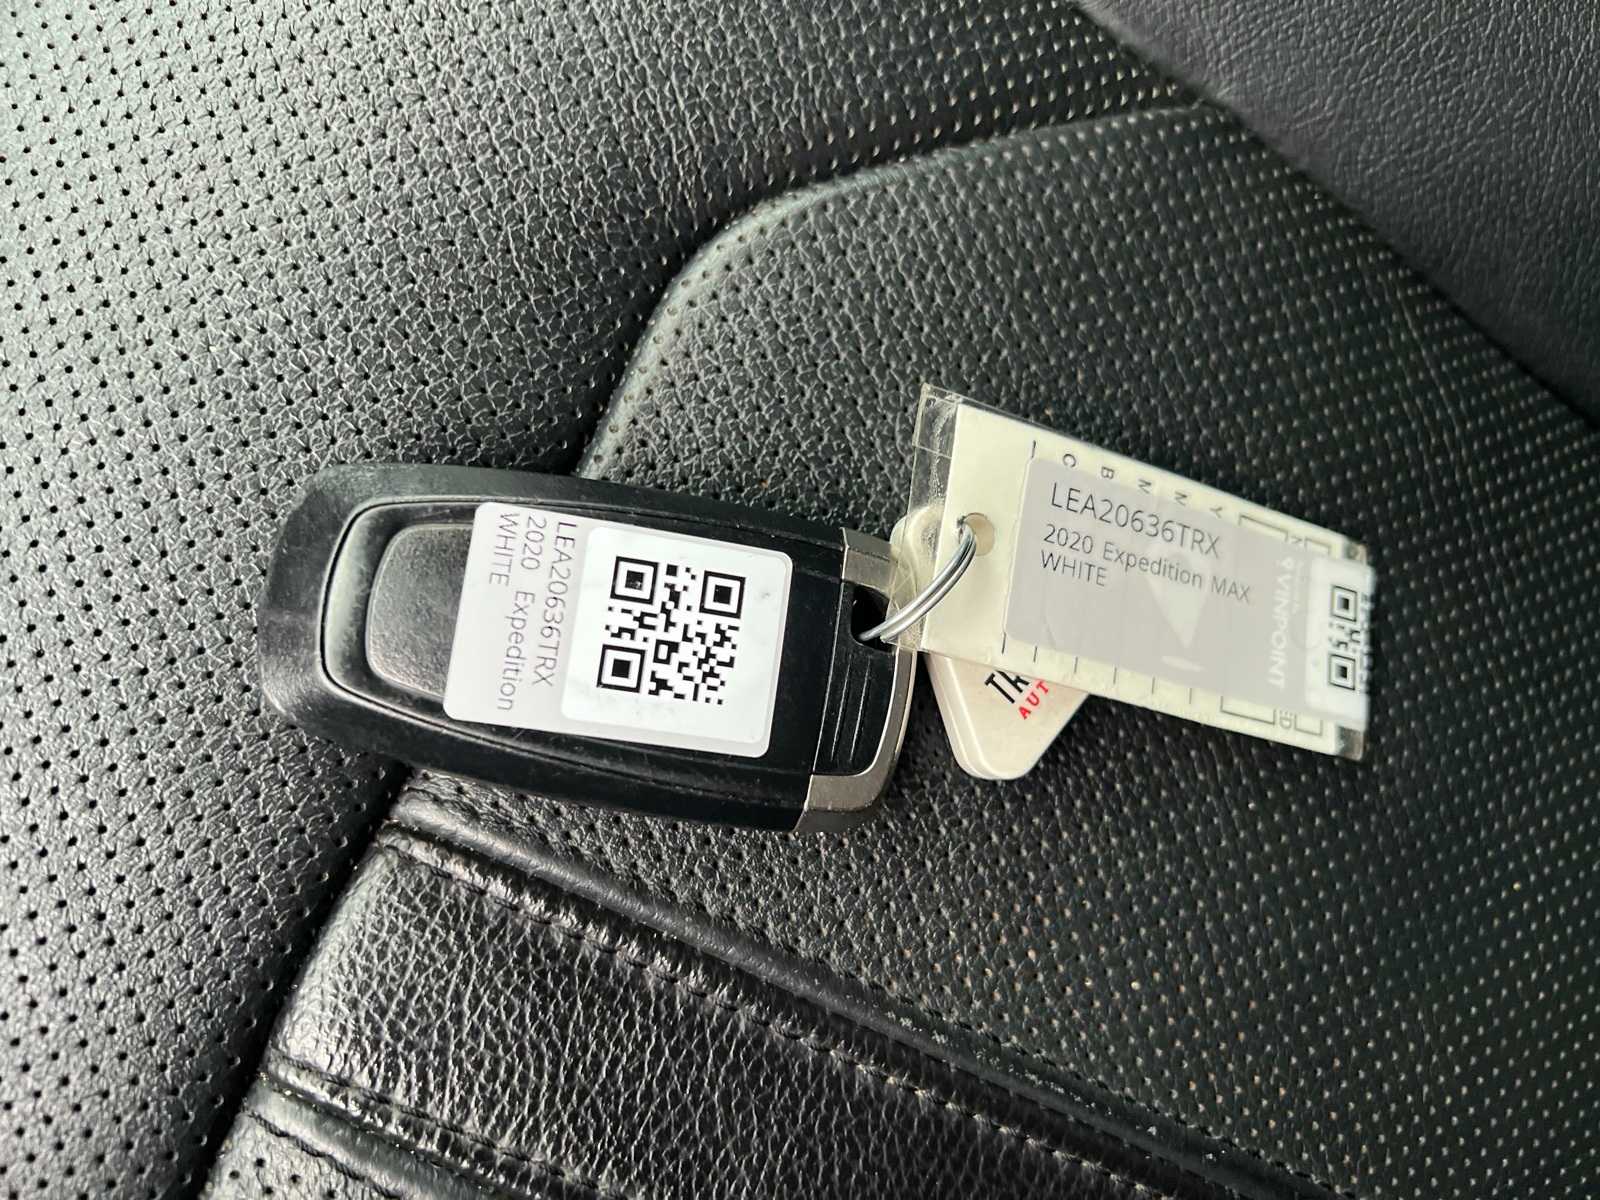 LEA20636TRX
2020 Expedition
WHITE
LEA20636TRX
2020 Expedition MAX
WHITE
VINPOINT